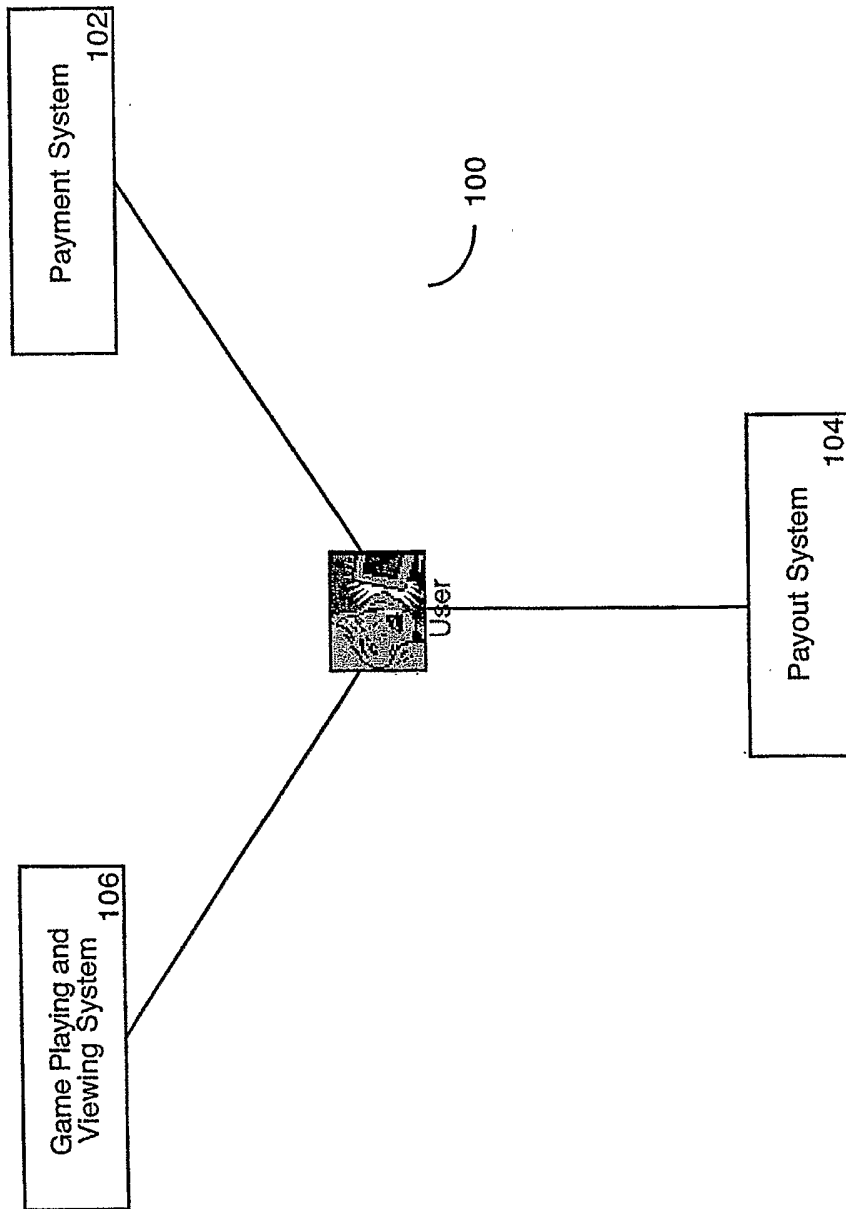 Game Playing and
Viewing System
106
Payment System
102
User
100
Payout System
104